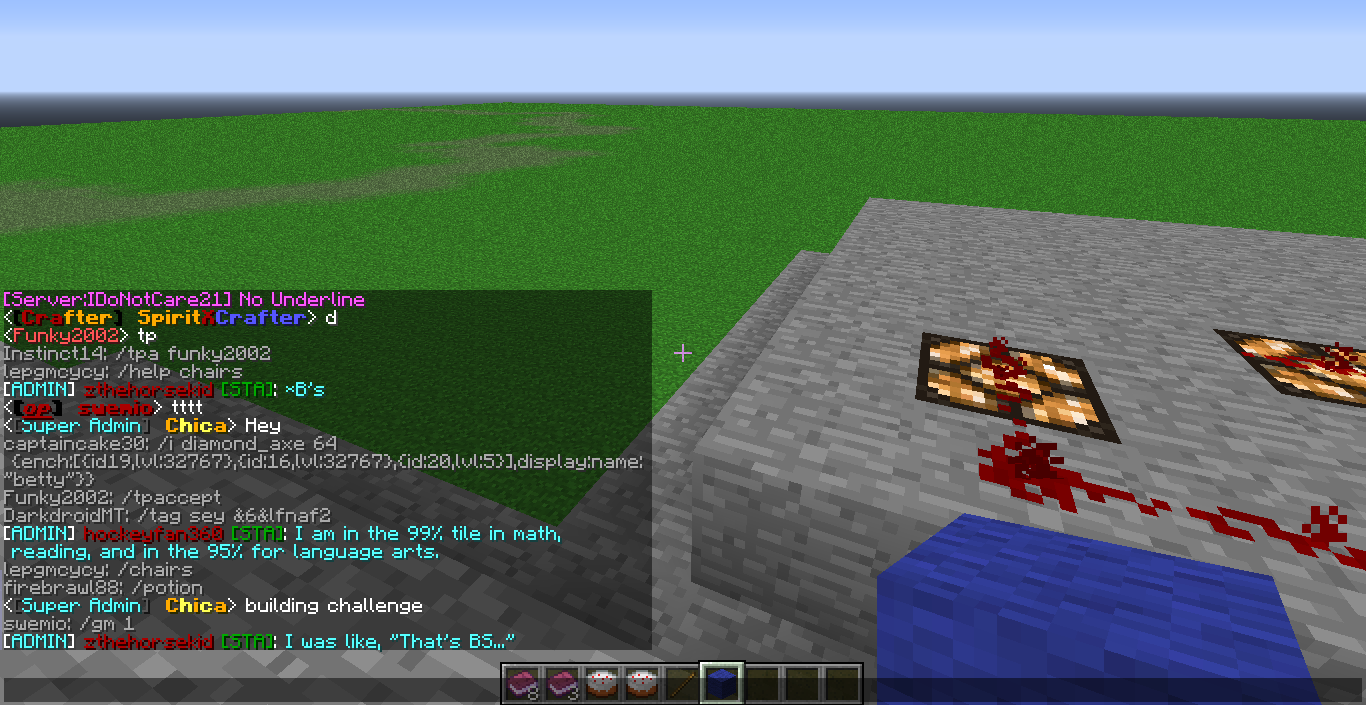 [Server:IDoNotCare21] No Underline
<[Crafter] SpiritXCrafter> d
<Funky2002> tp
Instinct14: /tpa funky2002
lepgmcycy: /help chairs
[ADMIN] zthehorsekid [STA]: ×B's
<[op] swemio> tttt
<[Super Admin] Chica> Hey
captaincake30: /i diamond_axe 64
{ench:[{id19,lvl:32767},{id:16,lvl:32767},{id:20,lvl:5}],display:name:
"betty"}}
Funky2002: /tpaccept
DarkdroidMT: /tag sey &6&lfnaf2
[ADMIN] hockeyfan360 [STA]: I am in the 99% tile in math,
reading, and in the 95% for language arts.
lepgmcycy: /chairs
firebrawl88: /potion
<[Super Admin] Chica> building challenge
swemio: /gm 1
[ADMIN] zthehorsekid [STA]: I was like, "That's BS..."
8
3